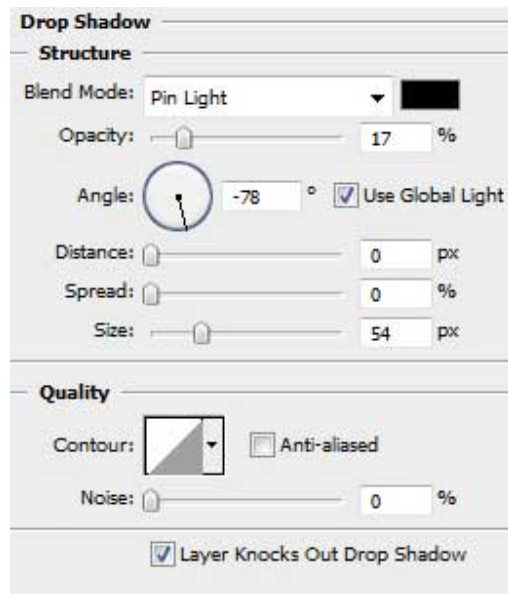 Drop Shadow
Structure
Blend Mode: Pin Light
Opacity: 17 %
Angle: -78 ° Use Global Light
Distance: 0 px
Spread: 0 %
Size: 54 px
Quality
Contour: Anti-aliased
Noise: 0 %
Layer Knocks Out Drop Shadow